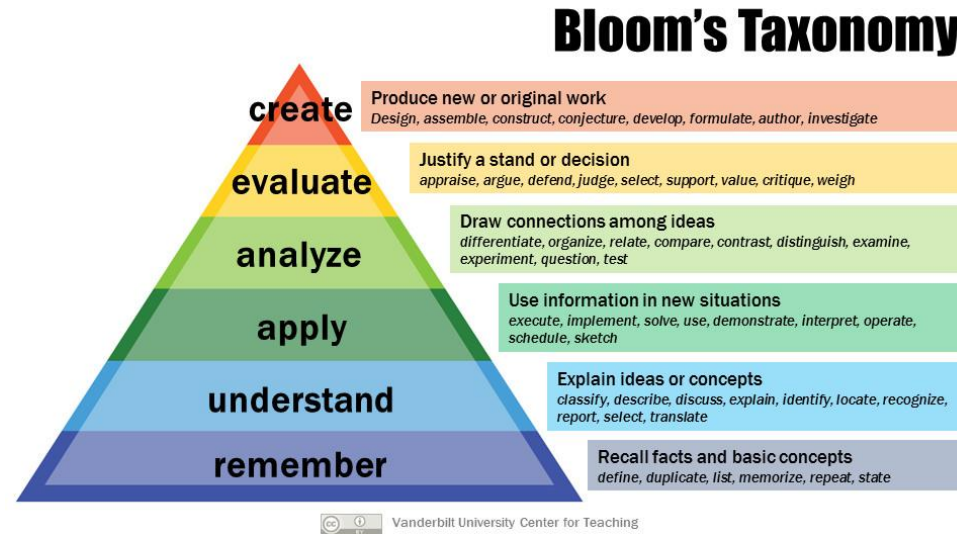 Bloom's Taxonomy
create
Produce new or original work
Design, assemble, construct, conjecture, develop, formulate, author, investigate
evaluate
Justify a stand or decision
appraise, argue, defend, judge, select, support, value, critique, weigh
analyze
Draw connections among ideas
differentiate, organize, relate, compare, contrast, distinguish, examine,
experiment, question, test
apply
Use information in new situations
execute, implement, solve, use, demonstrate, interpret, operate,
schedule, sketch
understand
Explain ideas or concepts
classify, describe, discuss, explain, identify, locate, recognize,
report, select, translate
remember
Recall facts and basic concepts
define, duplicate, list, memorize, repeat, state
cc
Vanderbilt University Center for Teaching